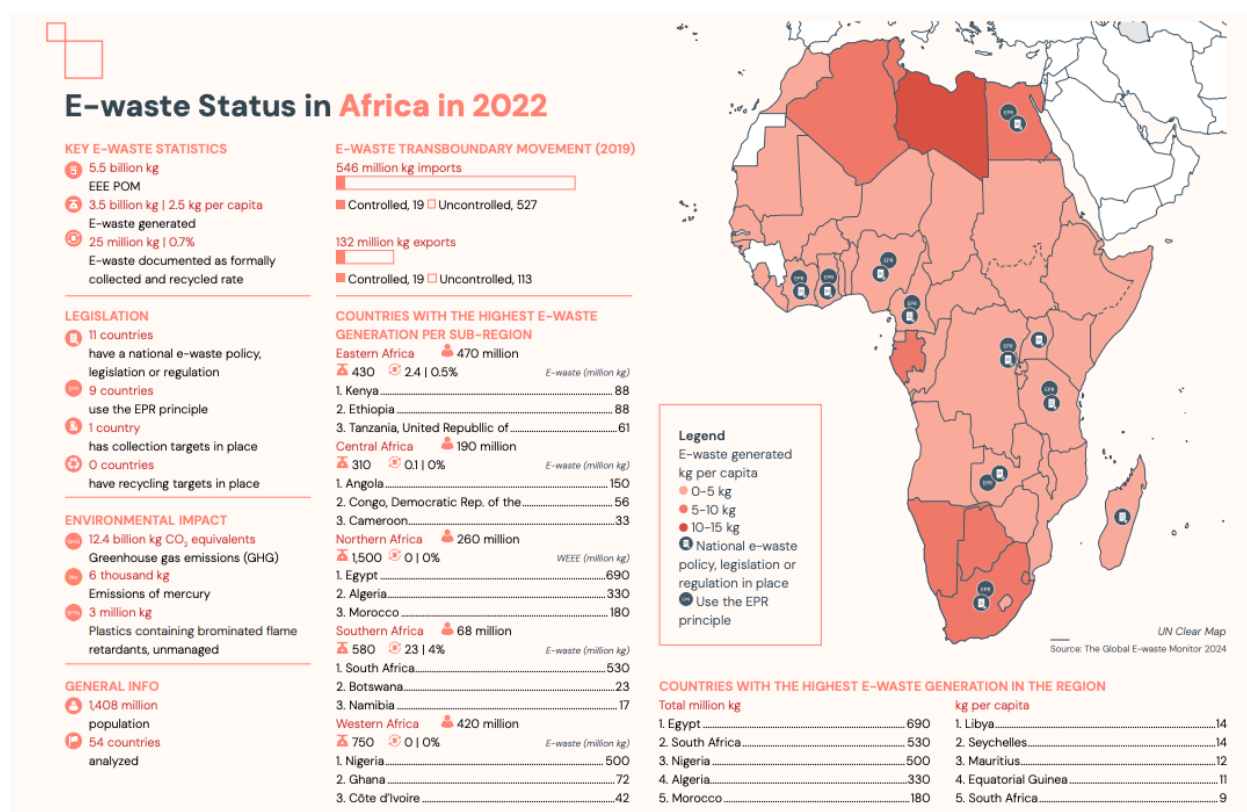 E-waste Status in Africa in 2022
KEY E-WASTE STATISTICS
5.5 billion kg
EEE POM
3.5 billion kg | 2.5 kg per capita
E-waste generated
25 million kg | 0.7%
E-waste documented as formally
collected and recycled rate
LEGISLATION
11 countries
have a national e-waste policy,
legislation or regulation
EPR
9 countries
use the EPR principle
1 country
has collection targets in place
0 countries
have recycling targets in place
ENVIRONMENTAL IMPACT
GHG
12.4 billion kg CO₂ equivalents
Greenhouse gas emissions (GHG)
6 thousand kg
Emissions of mercury
3 million kg
Plastics containing brominated flame
retardants, unmanaged
GENERAL INFO
1,408 million
population
54 countries
analyzed
E-WASTE TRANSBOUNDARY MOVEMENT (2019)
546 million kg imports
Controlled, 19 Uncontrolled, 527
132 million kg exports
Controlled, 19 Uncontrolled, 113
COUNTRIES WITH THE HIGHEST E-WASTE
GENERATION PER SUB-REGION
Eastern Africa 470 million
430 2.4 | 0.5% E-waste (million kg)
1. Kenya 88
2. Ethiopia 88
3. Tanzania, United Republlic of 61
Central Africa 190 million
310 0.1 | 0% E-waste (million kg)
1. Angola 150
2. Congo, Democratic Rep. of the 56
3. Cameroon 33
Northern Africa 260 million
1,500 0 | 0% WEEE (million kg)
1. Egypt 690
2. Algeria 330
3. Morocco 180
Southern Africa 68 million
580 23 | 4% E-waste (million kg)
1. South Africa 530
2. Botswana 23
3. Namibia 17
Western Africa 420 million
750 0 | 0% E-waste (million kg)
1. Nigeria 500
2. Ghana 72
3. Côte d'Ivoire 42
EPR
EPR
EPR
EPR
EPR
EPR
EPR
EPR
EPR
Legend
E-waste generated
kg per capita
0-5 kg
5-10 kg
10-15 kg
National e-waste
policy, legislation or
regulation in place
Use the EPR
principle
UN Clear Map
Source: The Global E-waste Monitor 2024
COUNTRIES WITH THE HIGHEST E-WASTE GENERATION IN THE REGION
Total million kg
1. Egypt 690
2. South Africa 530
3. Nigeria 500
4. Algeria 330
5. Morocco 180
kg per capita
1. Libya 14
2. Seychelles 14
3. Mauritius 12
4. Equatorial Guinea 11
5. South Africa 9